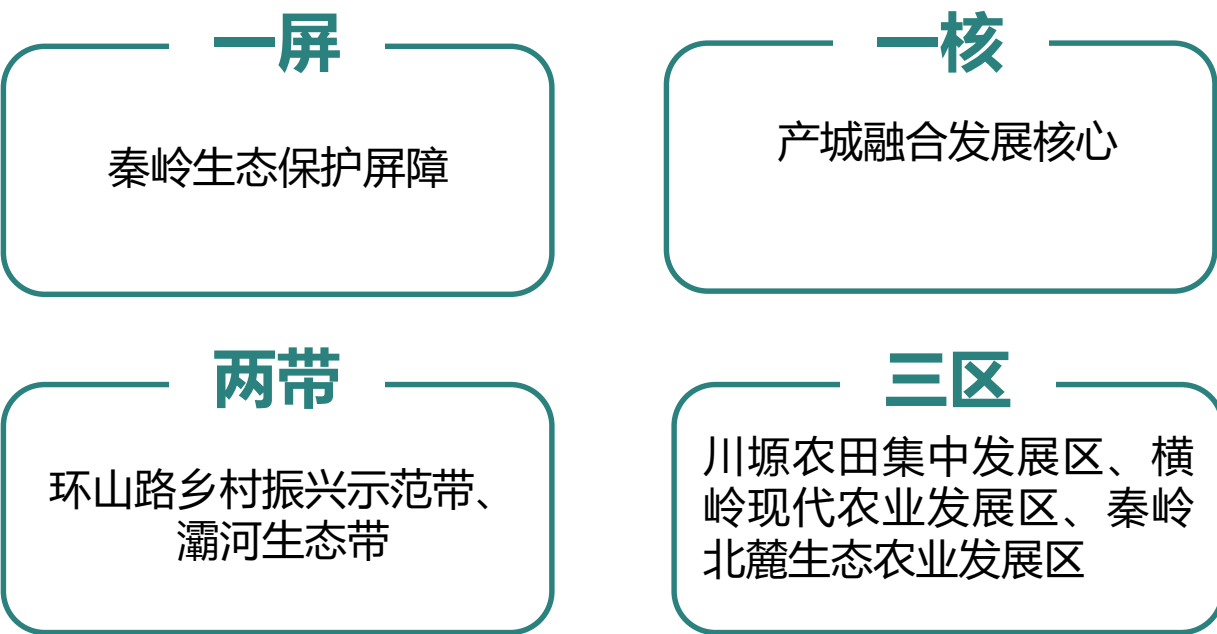 一屏
秦岭生态保护屏障
一核
产城融合发展核心
两带
环山路乡村振兴示范带、
灞河生态带
三区
川塬农田集中发展区、横
岭现代农业发展区、秦岭
北麓生态农业发展区